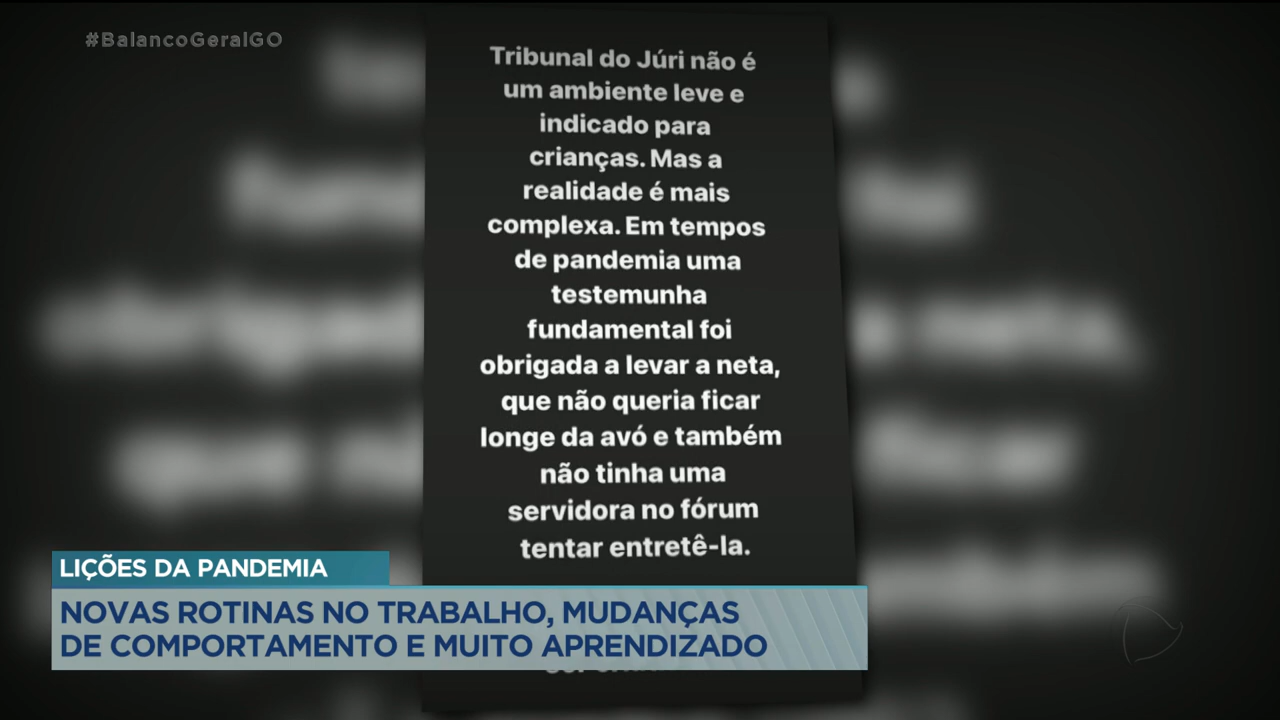 #BalancoGeralGO
Tribunal do Júri não é
um ambiente leve e
indicado para
crianças. Mas a
realidade é mais
complexa. Em tempos
de pandemia uma
testemunha
fundamental foi
obrigada a levar a neta,
que não queria ficar
longe da avó e também
não tinha uma
servidora no fórum
tentar entretê-la.
LIÇÕES DA PANDEMIA
NOVAS ROTINAS NO TRABALHO, MUDANÇAS
DE COMPORTAMENTO E MUITO APRENDIZADO